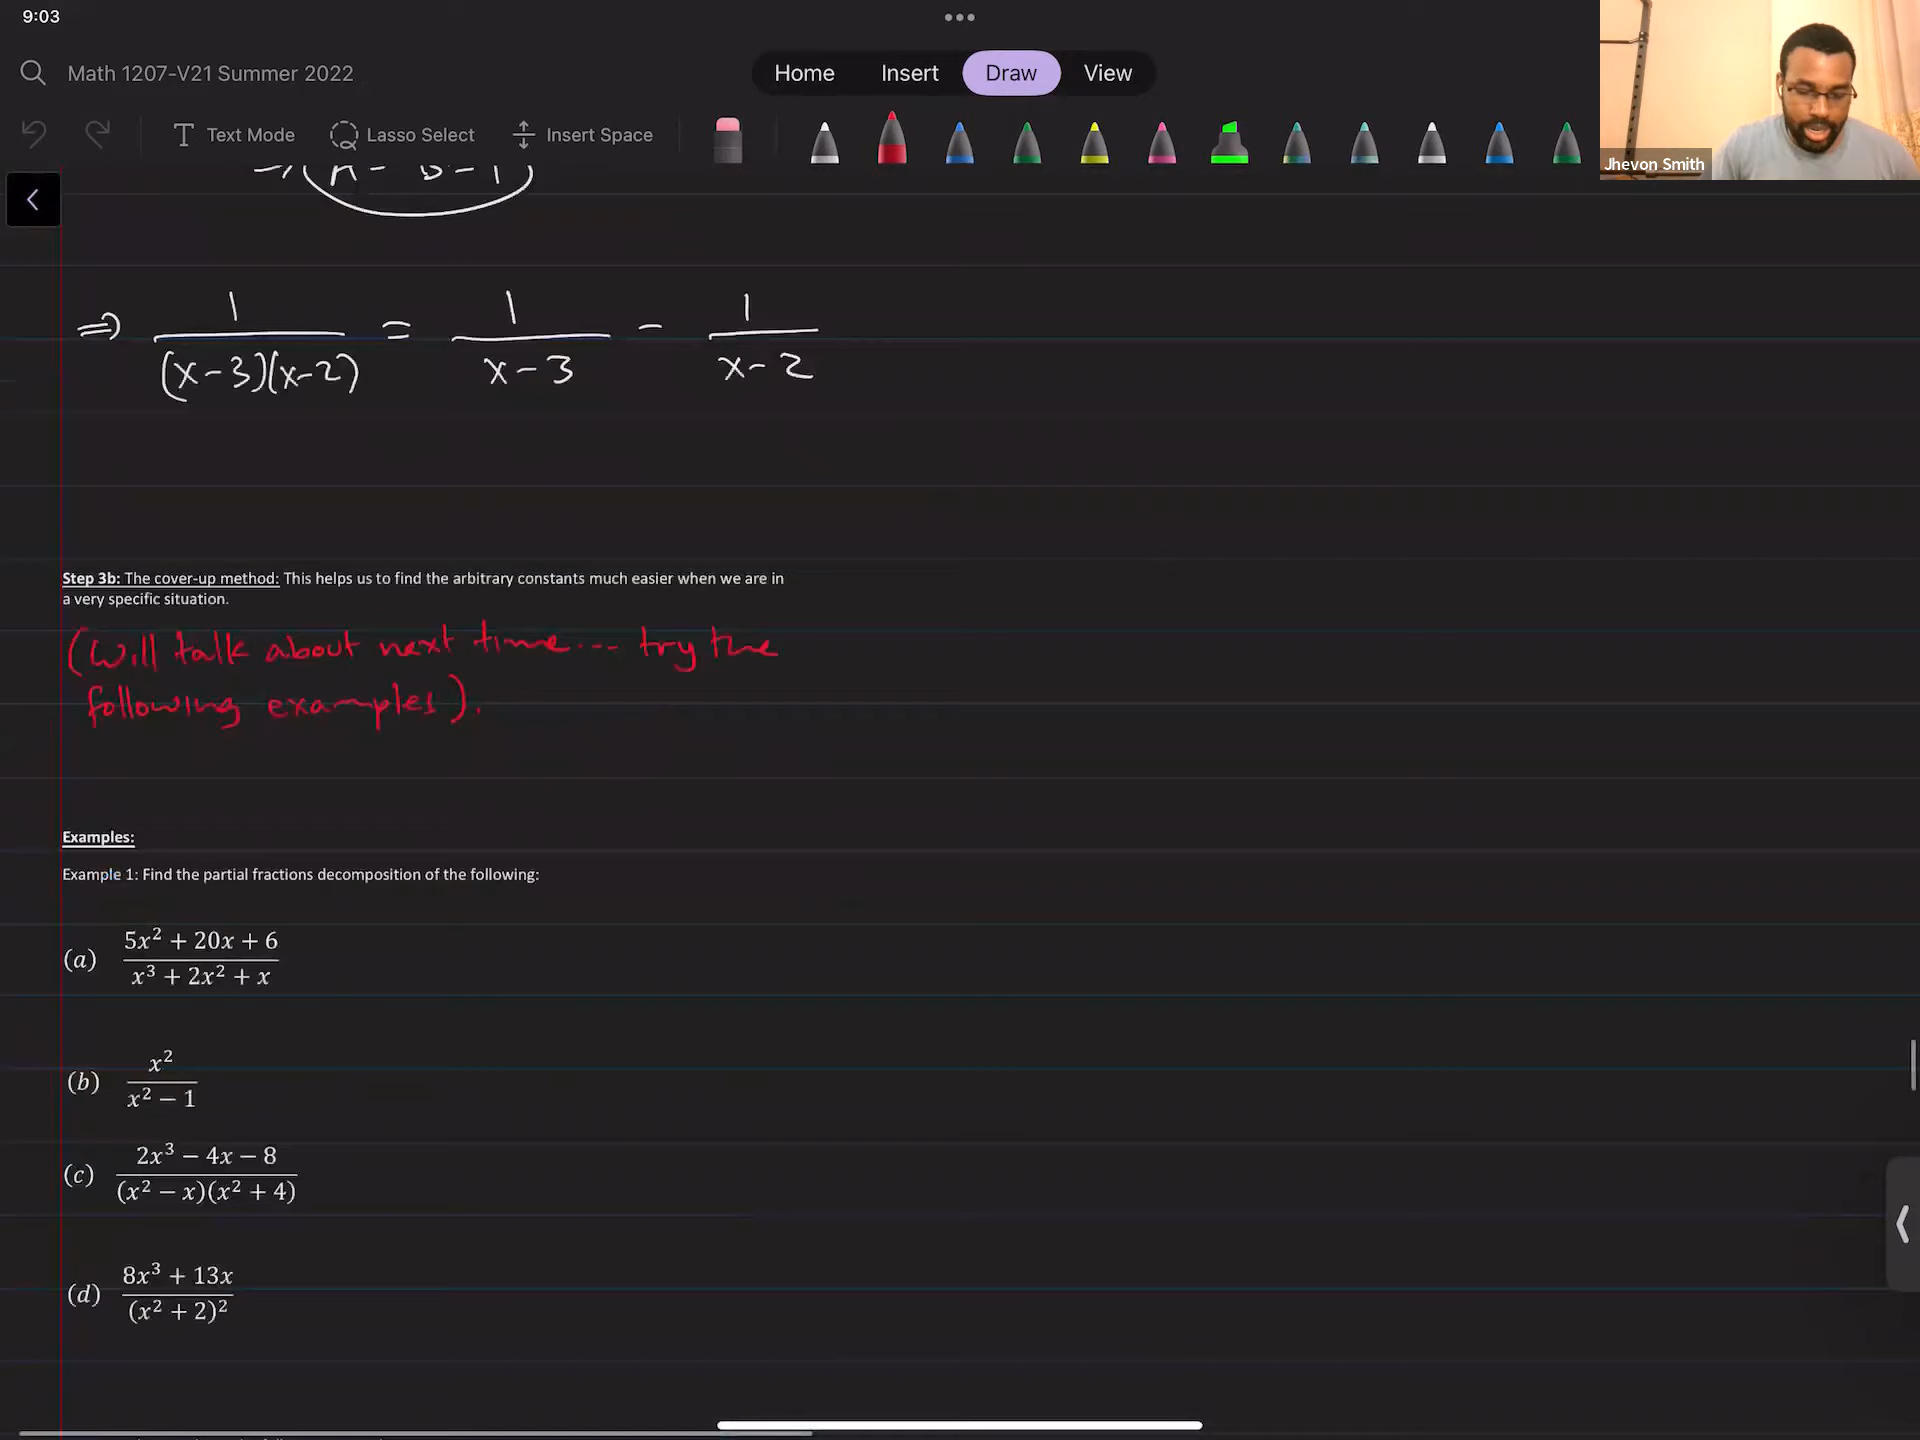 9:03
Math 1207-V21 Summer 2022
Home Insert Draw View
Text Mode Lasso Select Insert Space
Jhevon Smith
⇒ 1/((x-3)(x-2)) = 1/(x-3) - 1/(x-2)
Step 3b: The cover-up method: This helps us to find the arbitrary constants much easier when we are in
a very specific situation.
(Will talk about next time... try the
following examples).
Examples:
Example 1: Find the partial fractions decomposition of the following:
(a) (5x² + 20x + 6)/(x³ + 2x² + x)
(b) x²/(x² − 1)
(c) (2x³ − 4x − 8)/((x² − x)(x² + 4))
(d) (8x³ + 13x)/((x² + 2)²)